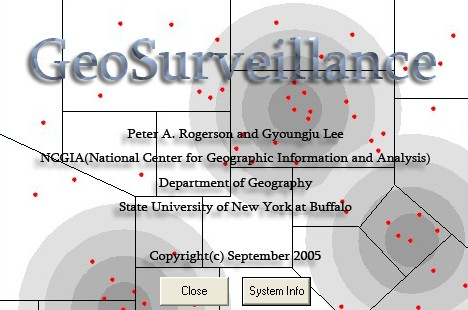 GeoSurveillance
Peter A. Rogerson and Gyoungju Lee
NCGIA(National Center for Geographic Information and Analysis)
Department of Geography
State University of New York at Buffalo
Copyright(c) September 2005
Close
System Info